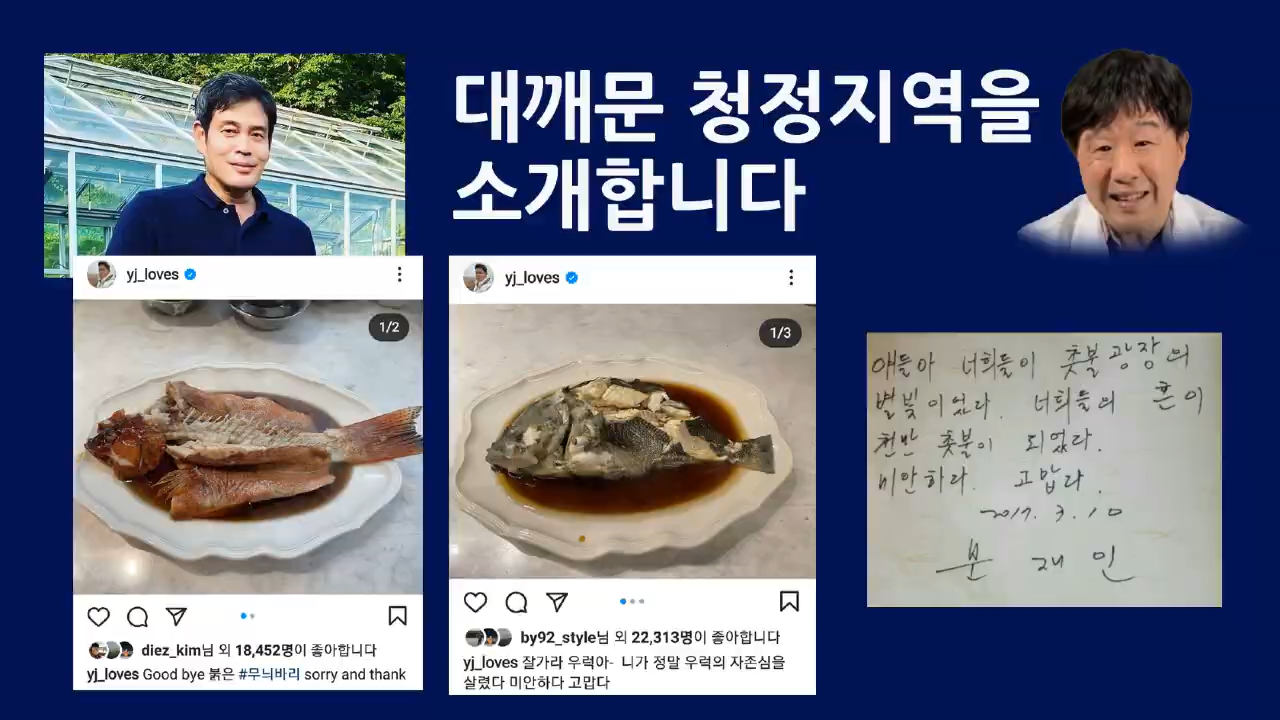 대깨문 청정지역을
소개합니다
yj_loves
1/2
diez_kim님 외 18,452명이 좋아합니다
yj_loves Good bye 붉은 #무늬바리 sorry and thank
yj_loves
1/3
by92_style님 외 22,313명이 좋아합니다
yj_loves 잘가라 우럭아- 니가 정말 우럭의 자존심을
살렸다 미안하다 고맙다
얘들아 너희들이 촛불광장의
별빛이었다. 너희들의 혼이
천만 촛불이 되었다.
미안하다. 고맙다.
2017. 3. 10
문 재 인